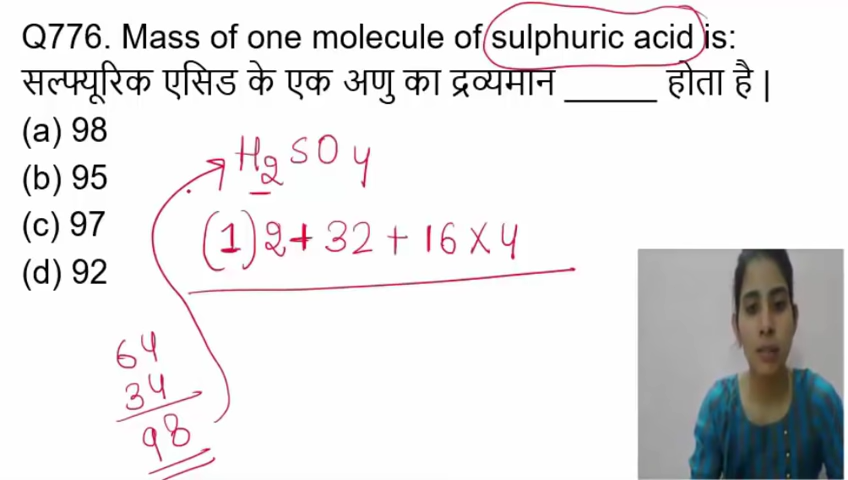 Q776. Mass of one molecule of sulphuric acid is:
सल्फ्यूरिक एसिड के एक अणु का द्रव्यमान _____ होता है |
(a) 98
(b) 95
(c) 97
(d) 92
H2SO4
(1)2+32+16×4
64
34
98